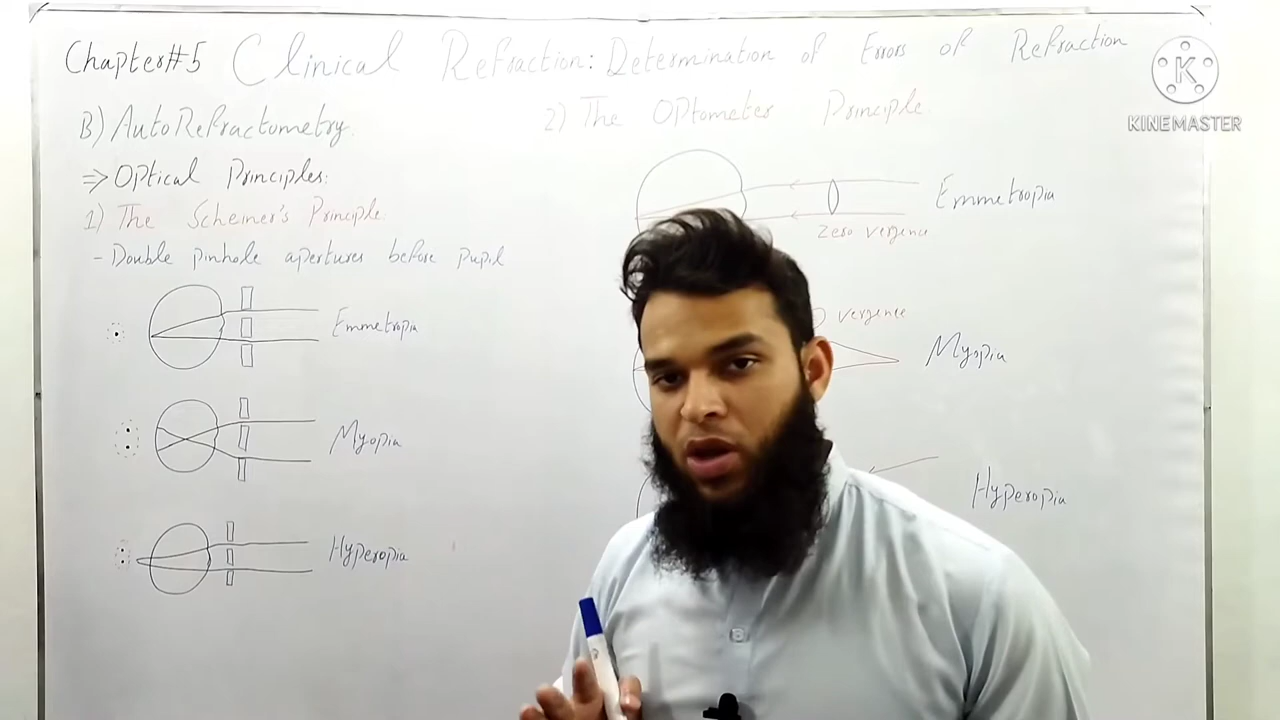 Chapter#5 Clinical Refraction: Determination of Errors of Refraction
B) AutoRefractometry.
⇒ Optical Principles:
1) The Scheiner's Principle.
- Double pinhole apertures before pupil
Emmetropia
Myopia
Hyperopia
2) The Optometer Principle.
Emmetropia
Zero vergence
vergence
Myopia
Hyperopia
K
KINEMASTER